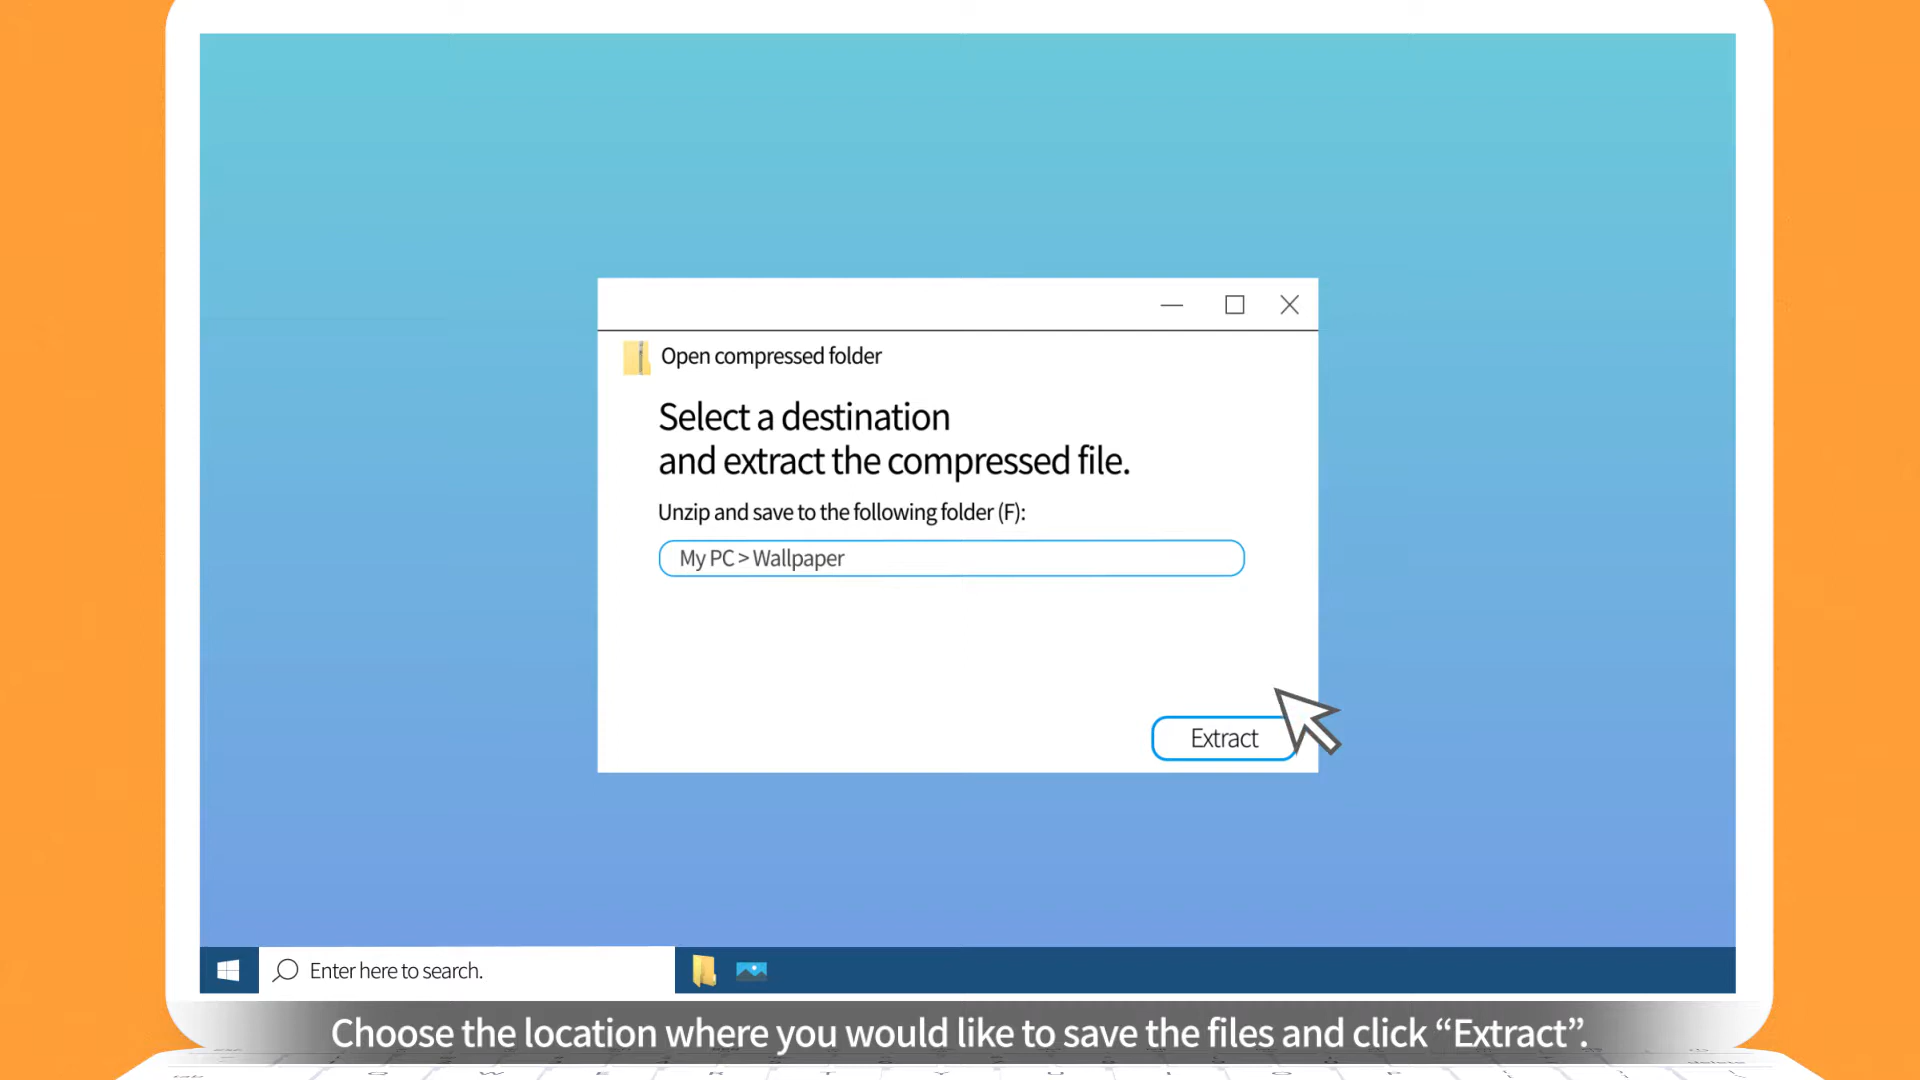 Open compressed folder
Select a destination
and extract the compressed file.
Unzip and save to the following folder (F):
My PC > Wallpaper
Extract
Enter here to search.
Choose the location where you would like to save the files and click “Extract”.